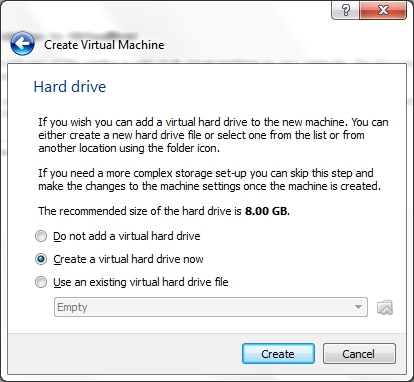 ?
Create Virtual Machine
Hard drive
If you wish you can add a virtual hard drive to the new machine. You can
either create a new hard drive file or select one from the list or from
another location using the folder icon.
If you need a more complex storage set-up you can skip this step and
make the changes to the machine settings once the machine is created.
The recommended size of the hard drive is 8.00 GB.
Do not add a virtual hard drive
Create a virtual hard drive now
Use an existing virtual hard drive file
Empty
Create
Cancel